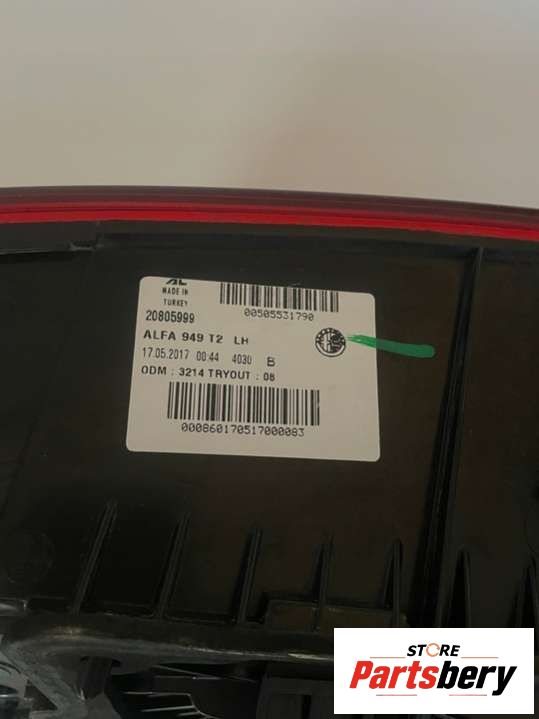 AL
MADE IN
TURKEY
00505531790
20805999
ALFA 949 T2 LH
17.05.2017 00:44 4030 B
ODM : 3214 TRYOUT : 08
000860170517000083
STORE
Partsbery